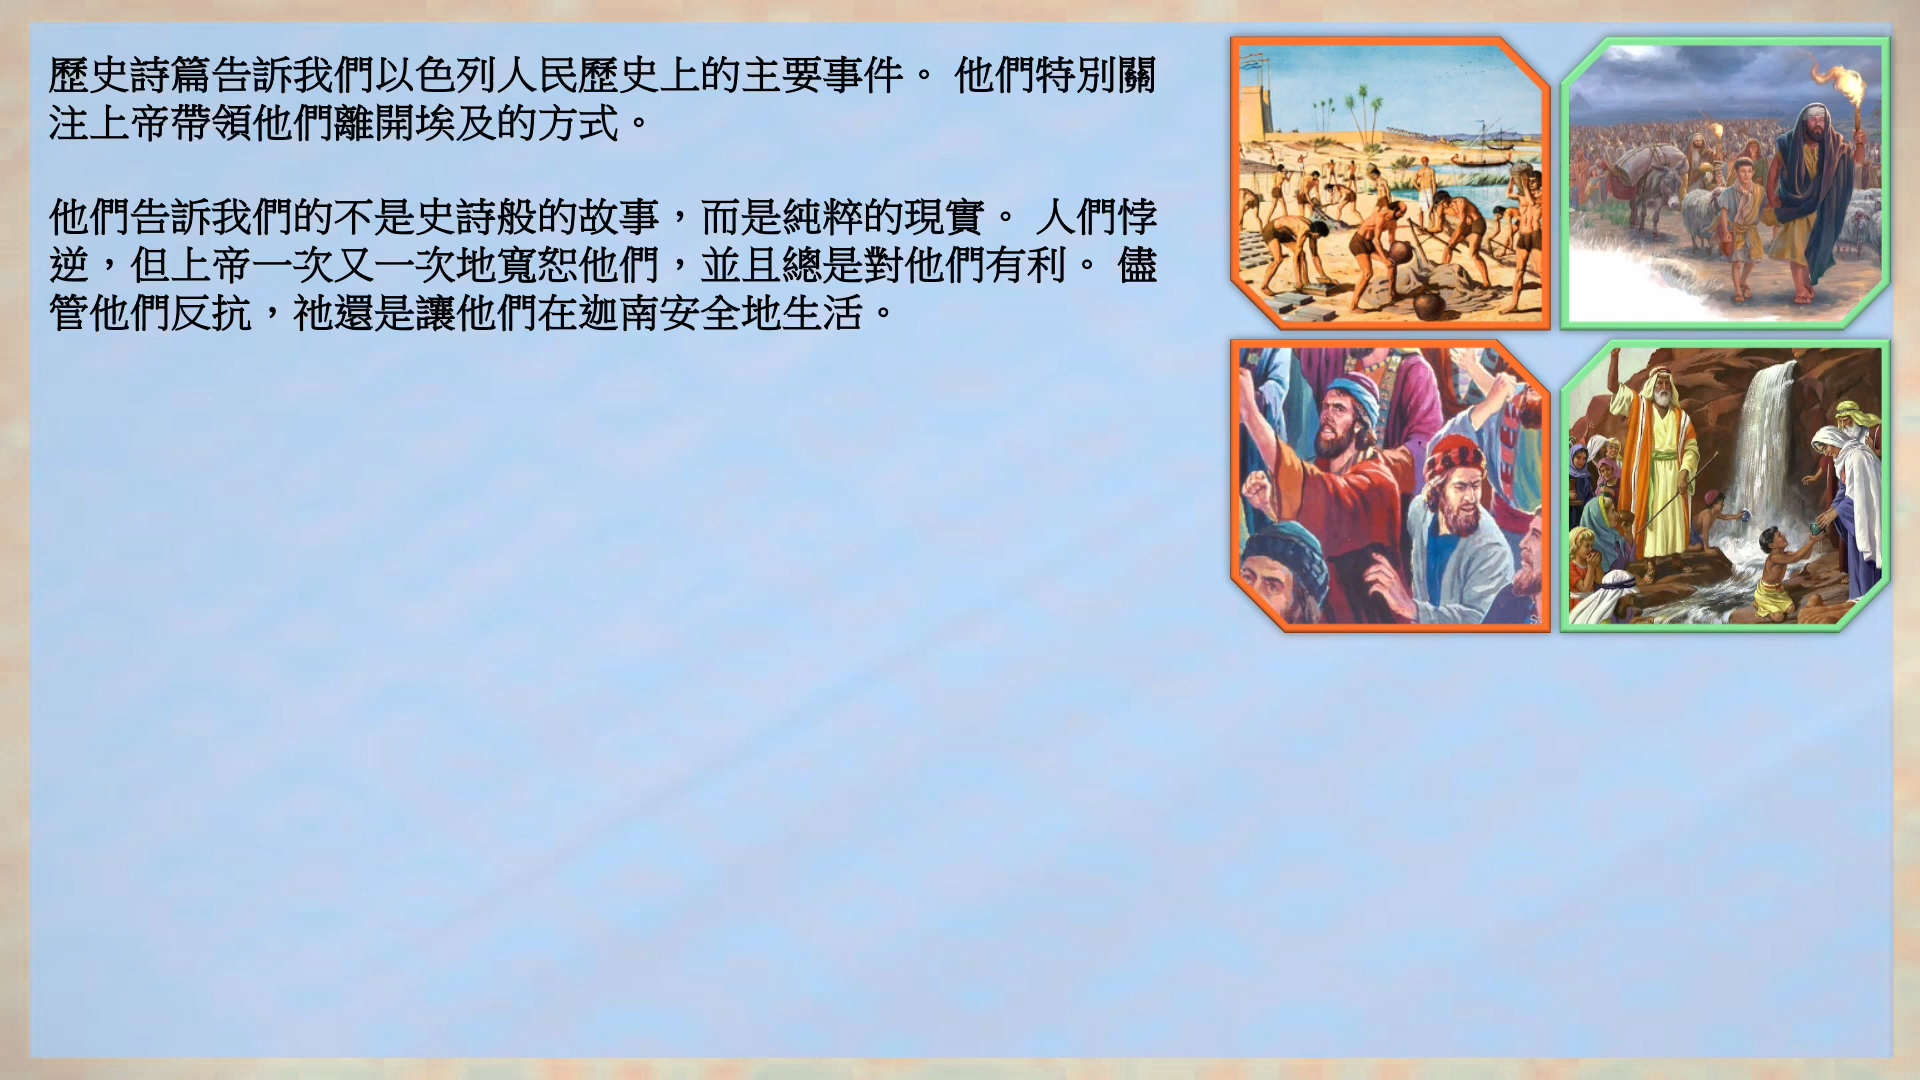 歷史詩篇告訴我們以色列人民歷史上的主要事件。 他們特別關
注上帝帶領他們離開埃及的方式。
他們告訴我們的不是史詩般的故事，而是純粹的現實。 人們悖
逆，但上帝一次又一次地寬恕他們，並且總是對他們有利。 儘
管他們反抗，祂還是讓他們在迦南安全地生活。